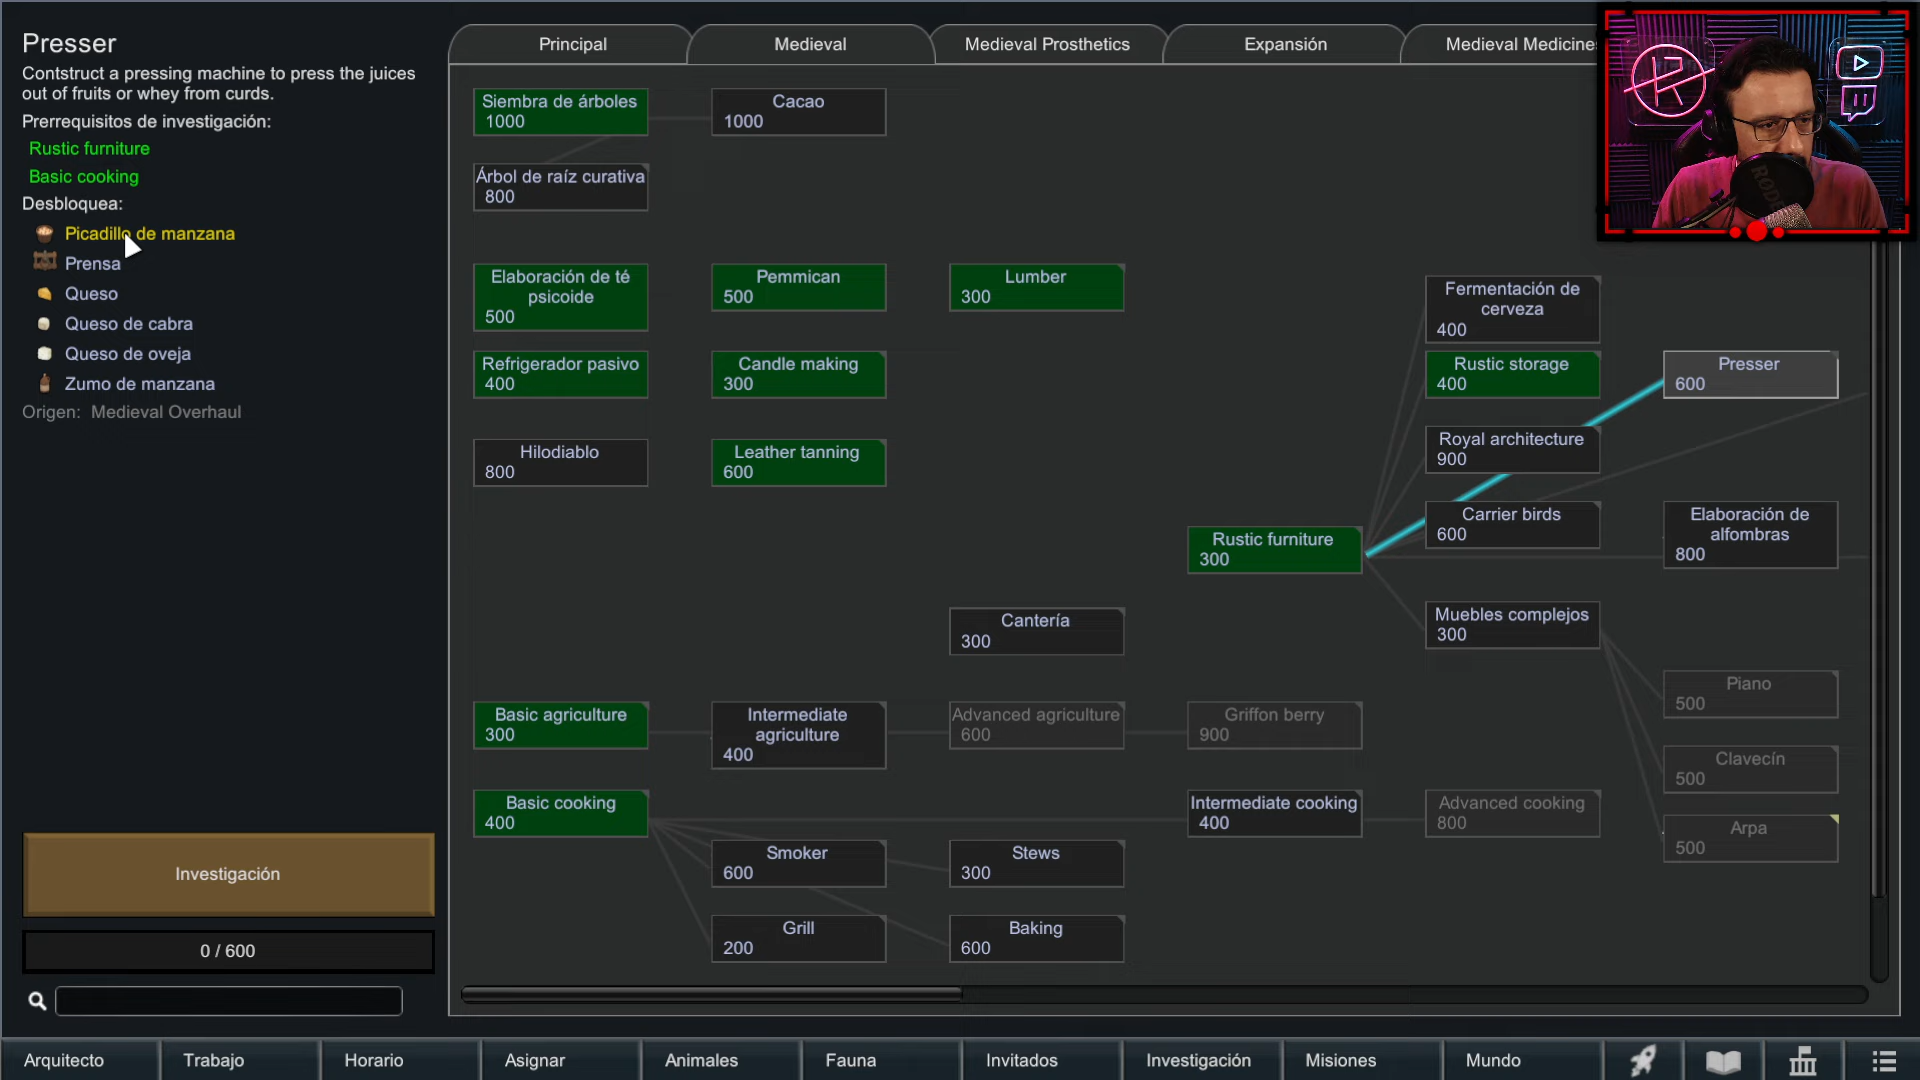 Presser
Contstruct a pressing machine to press the juices
out of fruits or whey from curds.
Prerrequisitos de investigación:
Rustic furniture
Basic cooking
Desbloquea:
Picadillo de manzana
Prensa
Queso
Queso de cabra
Queso de oveja
Zumo de manzana
Origen: Medieval Overhaul
Investigación
0 / 600
Principal
Medieval
Medieval Prosthetics
Expansión
Medieval Medicines
Siembra de árboles
1000
Cacao
1000
Árbol de raíz curativa
800
Elaboración de té
psicoide
500
Pemmican
500
Lumber
300
Fermentación de
cerveza
400
Refrigerador pasivo
400
Candle making
300
Rustic storage
400
Presser
600
Hilodiablo
800
Leather tanning
600
Royal architecture
900
Rustic furniture
300
Carrier birds
600
Elaboración de
alfombras
800
Cantería
300
Muebles complejos
300
Piano
500
Basic agriculture
300
Intermediate
agriculture
400
Advanced agriculture
600
Griffon berry
900
Clavecín
500
Basic cooking
400
Intermediate cooking
400
Advanced cooking
800
Arpa
500
Smoker
600
Stews
300
Grill
200
Baking
600
RODE
Arquitecto
Trabajo
Horario
Asignar
Animales
Fauna
Invitados
Investigación
Misiones
Mundo